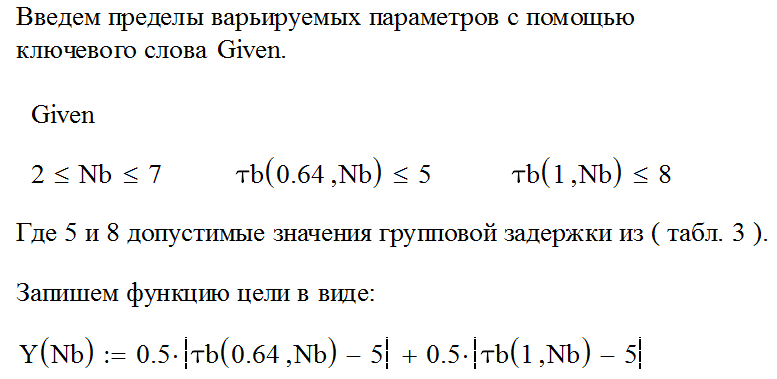 Введем пределы варьируемых параметров с помощью
ключевого слова Given.
Given
2 ≤ Nb ≤ 7 τb(0.64 ,Nb) ≤ 5 τb(1 ,Nb) ≤ 8
Где 5 и 8 допустимые значения групповой задержки из ( табл. 3 ).
Запишем функцию цели в виде:
Y(Nb) := 0.5·|τb(0.64 ,Nb) − 5| + 0.5·|τb(1 ,Nb) − 5|